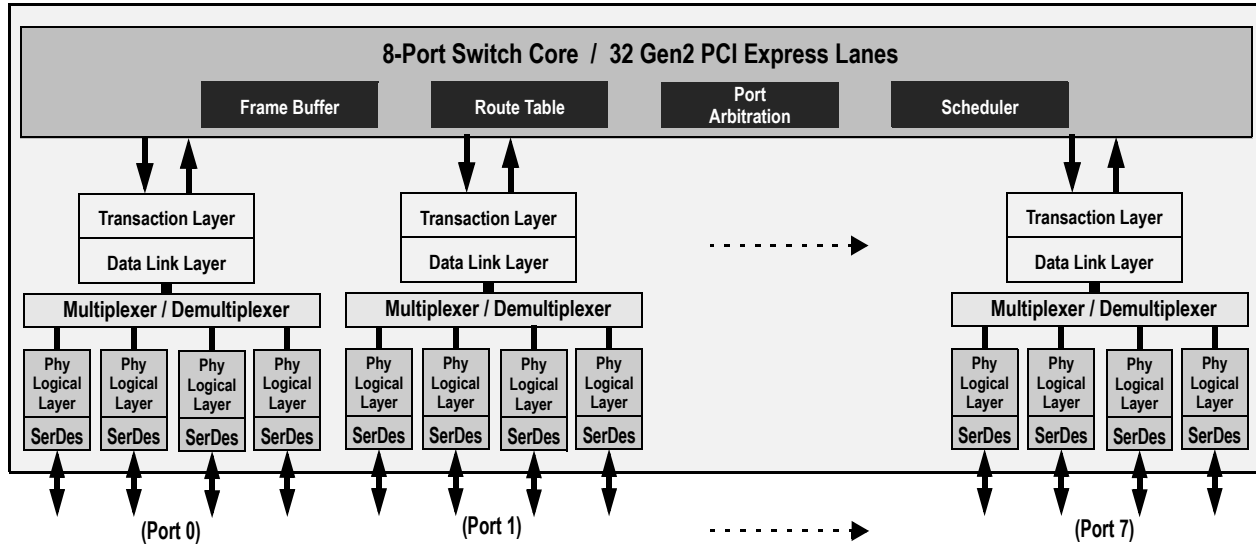 8-Port Switch Core / 32 Gen2 PCI Express Lanes
Frame Buffer
Route Table
Port
Arbitration
Scheduler
Transaction Layer
Data Link Layer
Multiplexer / Demultiplexer
Phy
Logical
Layer
SerDes
Phy
Logical
Layer
SerDes
Phy
Logical
Layer
SerDes
Phy
Logical
Layer
SerDes
(Port 0)
Transaction Layer
Data Link Layer
Multiplexer / Demultiplexer
Phy
Logical
Layer
SerDes
Phy
Logical
Layer
SerDes
Phy
Logical
Layer
SerDes
Phy
Logical
Layer
SerDes
(Port 1)
Transaction Layer
Data Link Layer
Multiplexer / Demultiplexer
Phy
Logical
Layer
SerDes
Phy
Logical
Layer
SerDes
Phy
Logical
Layer
SerDes
Phy
Logical
Layer
SerDes
(Port 7)